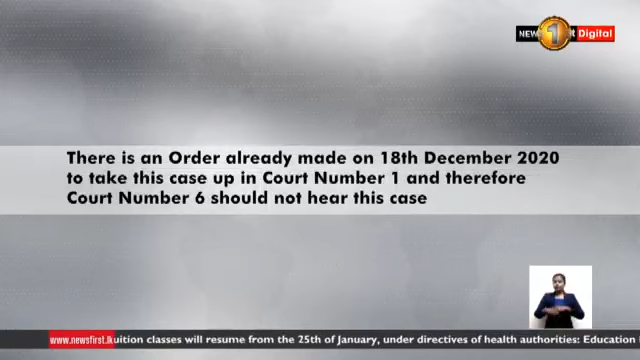 NEWS 1ST Digital
There is an Order already made on 18th December 2020
to take this case up in Court Number 1 and therefore
Court Number 6 should not hear this case
www.newsfirst.lk uition classes will resume from the 25th of January, under directives of health authorities: Education